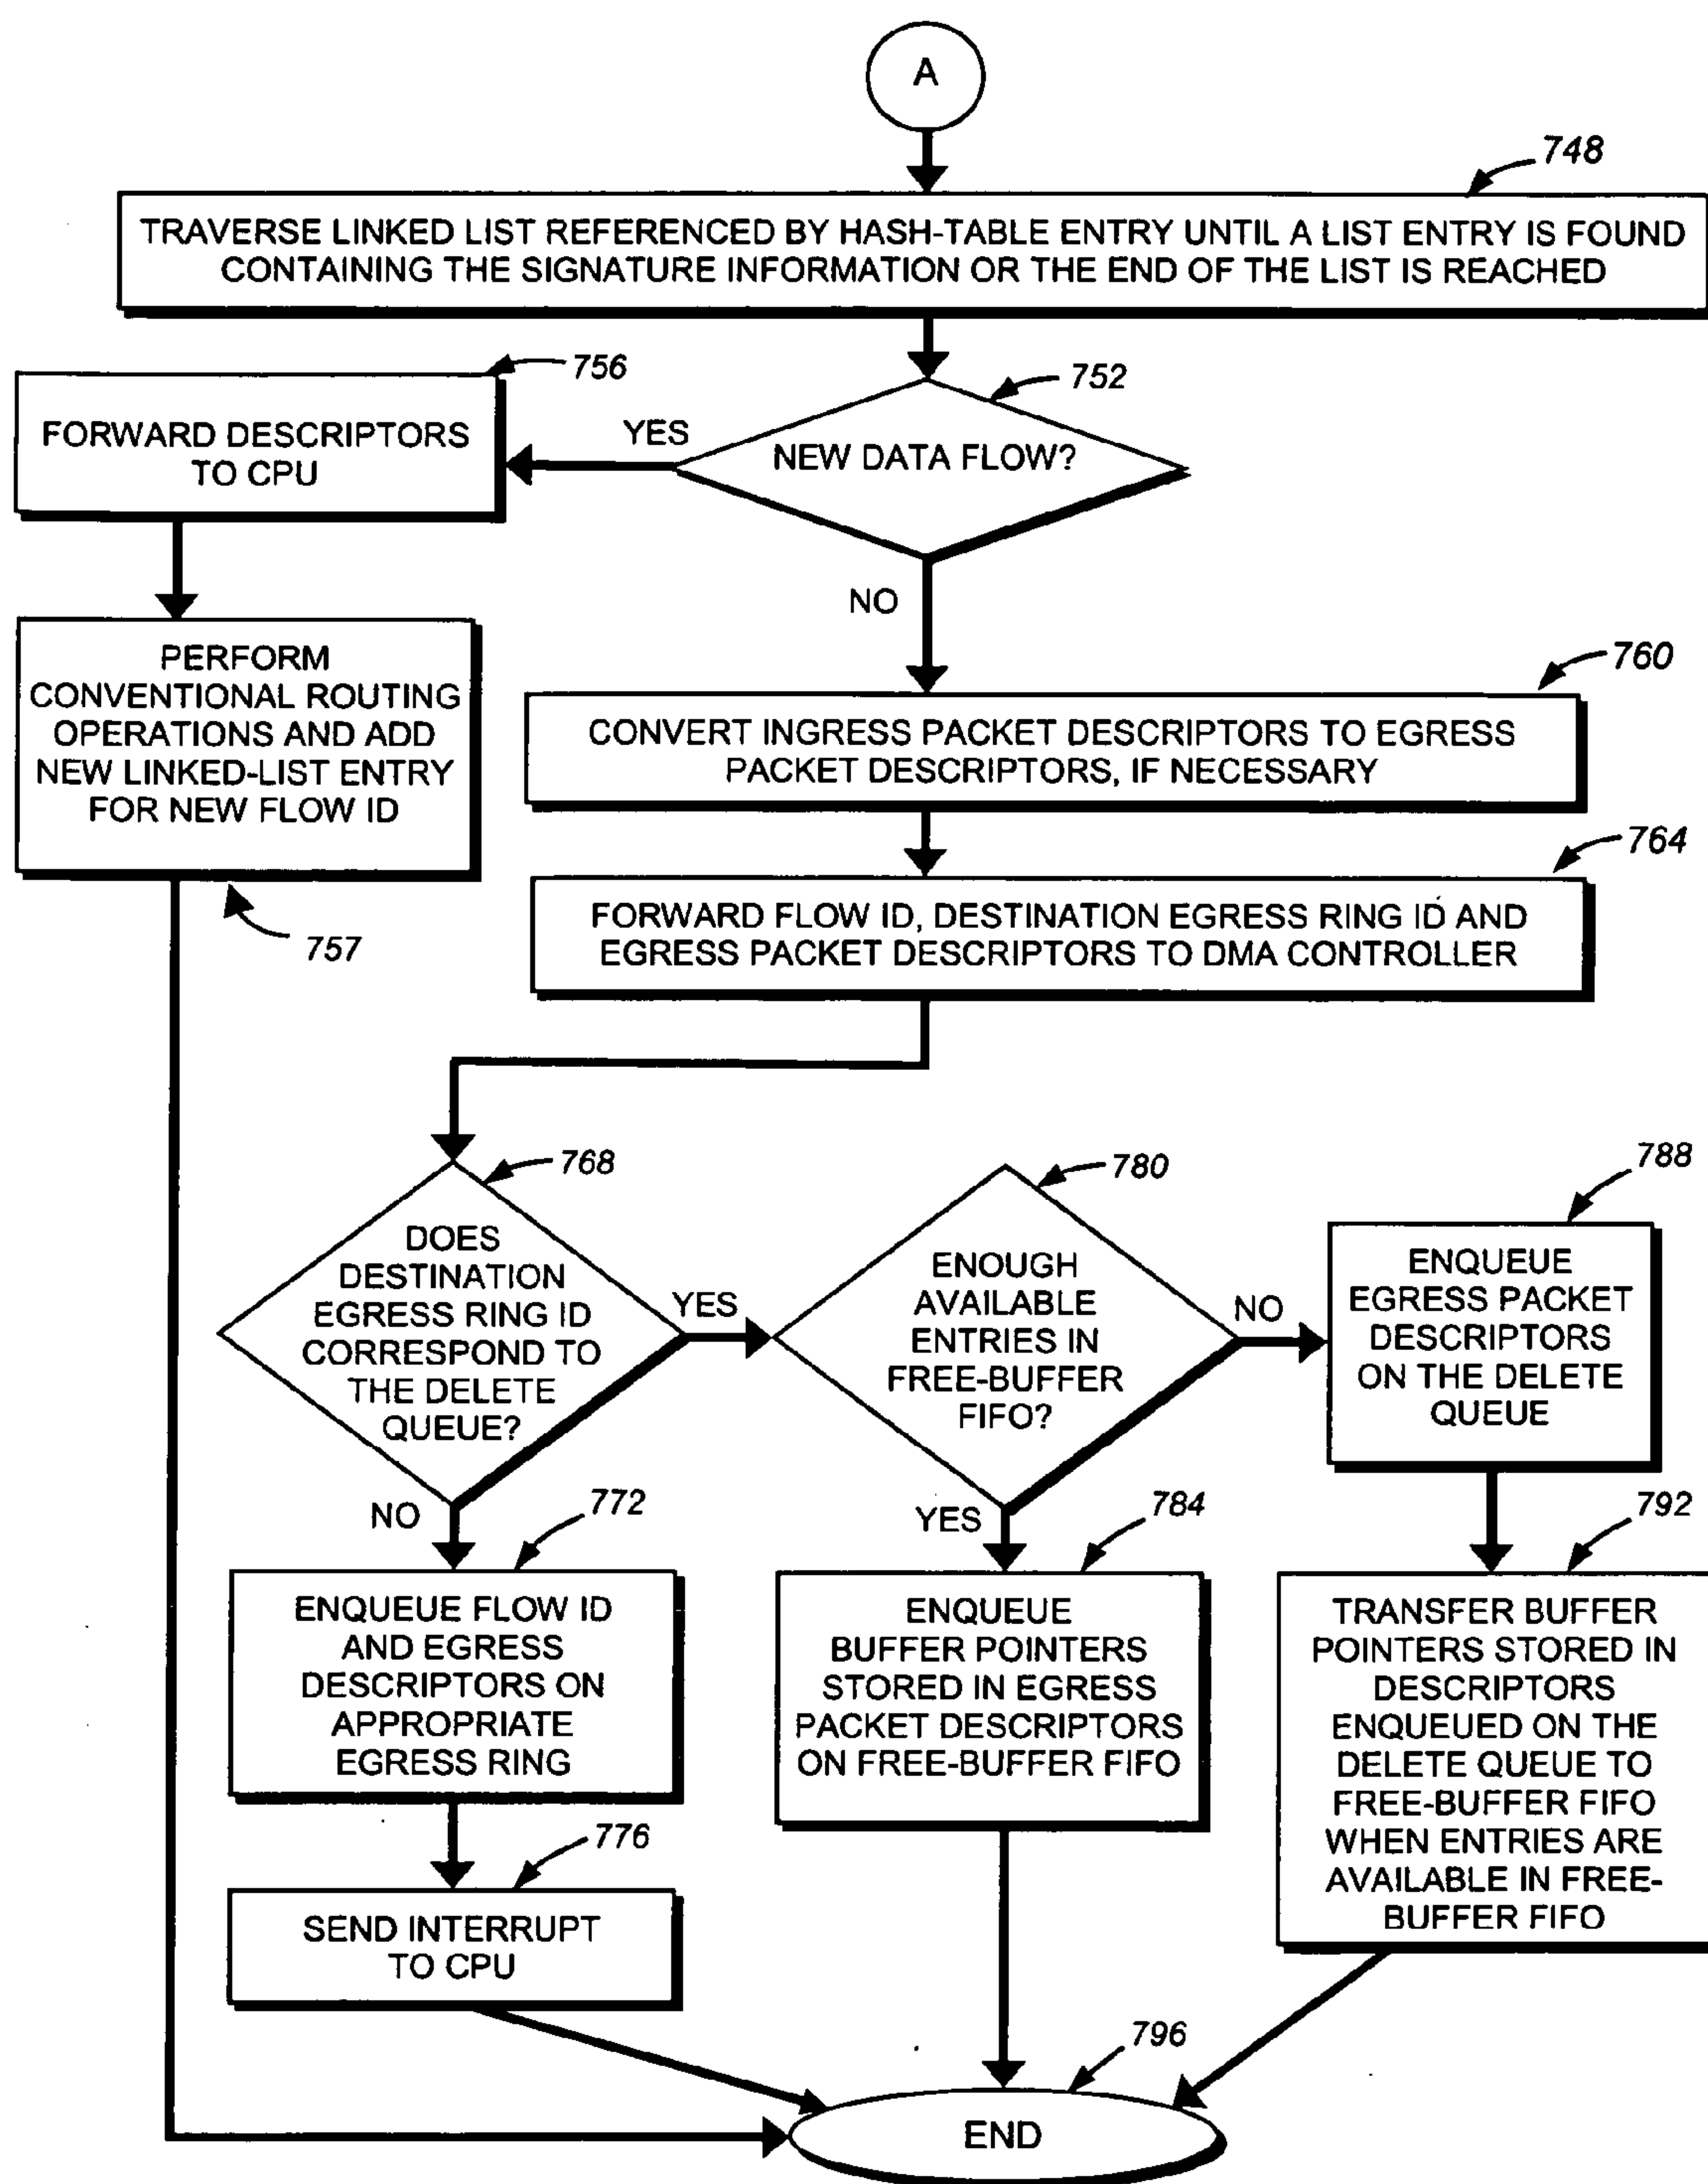 A
748
TRAVERSE LINKED LIST REFERENCED BY HASH-TABLE ENTRY UNTIL A LIST ENTRY IS FOUND
CONTAINING THE SIGNATURE INFORMATION OR THE END OF THE LIST IS REACHED
756
752
FORWARD DESCRIPTORS
TO CPU
YES
NEW DATA FLOW?
NO
PERFORM
CONVENTIONAL ROUTING
OPERATIONS AND ADD
NEW LINKED-LIST ENTRY
FOR NEW FLOW ID
757
760
CONVERT INGRESS PACKET DESCRIPTORS TO EGRESS
PACKET DESCRIPTORS, IF NECESSARY
764
FORWARD FLOW ID, DESTINATION EGRESS RING ID AND
EGRESS PACKET DESCRIPTORS TO DMA CONTROLLER
768
DOES
DESTINATION
EGRESS RING ID
CORRESPOND TO
THE DELETE
QUEUE?
YES
NO
780
ENOUGH
AVAILABLE
ENTRIES IN
FREE-BUFFER
FIFO?
NO
YES
788
ENQUEUE
EGRESS PACKET
DESCRIPTORS
ON THE DELETE
QUEUE
772
ENQUEUE FLOW ID
AND EGRESS
DESCRIPTORS ON
APPROPRIATE
EGRESS RING
784
ENQUEUE
BUFFER POINTERS
STORED IN EGRESS
PACKET DESCRIPTORS
ON FREE-BUFFER FIFO
792
TRANSFER BUFFER
POINTERS STORED IN
DESCRIPTORS
ENQUEUED ON THE
DELETE QUEUE TO
FREE-BUFFER FIFO
WHEN ENTRIES ARE
AVAILABLE IN FREE-
BUFFER FIFO
776
SEND INTERRUPT
TO CPU
796
END